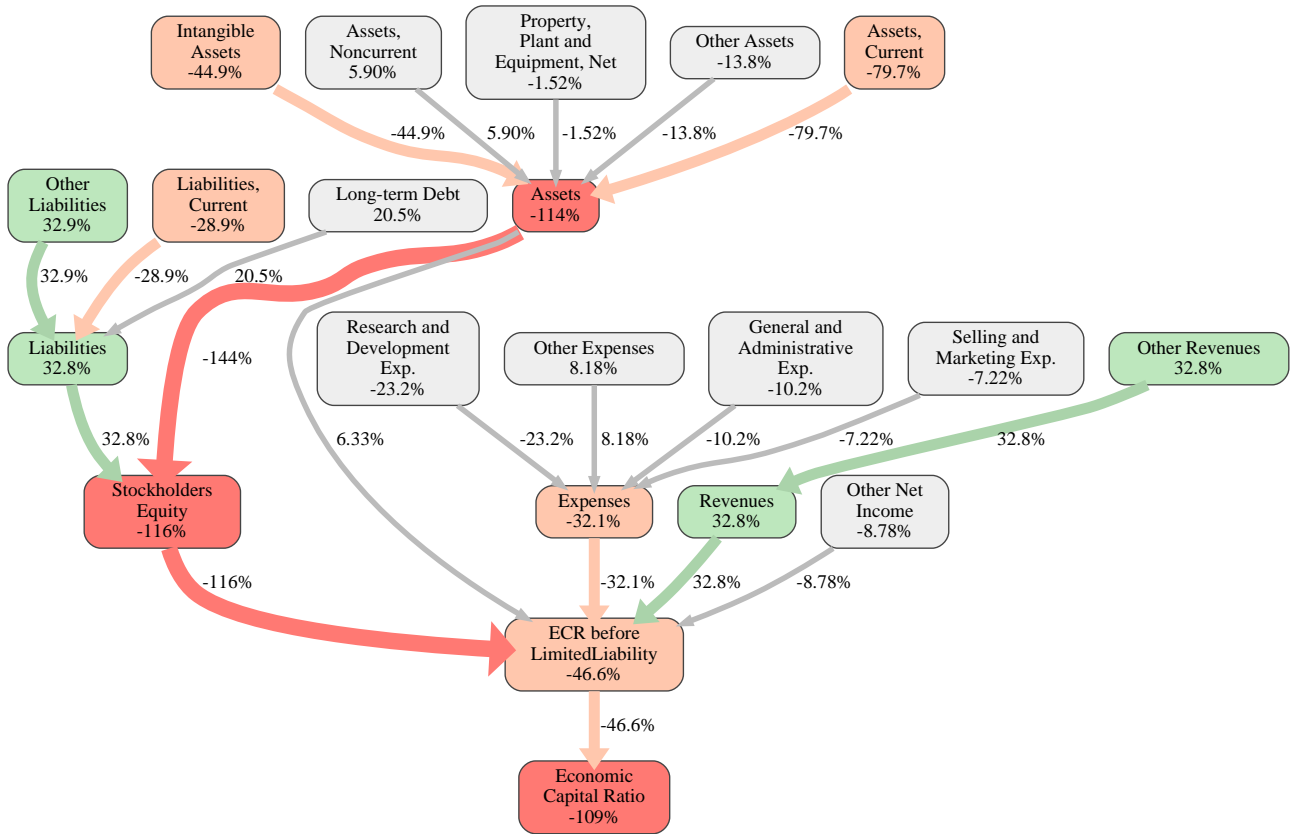 Intangible
Assets
-44.9%
Assets,
Noncurrent
5.90%
Property,
Plant and
Equipment, Net
-1.52%
Other Assets
-13.8%
Assets,
Current
-79.7%
-44.9%
5.90%
-1.52%
-13.8%
-79.7%
Other
Liabilities
32.9%
Liabilities,
Current
-28.9%
Long-term Debt
20.5%
Assets
-114%
32.9%
-28.9%
20.5%
Liabilities
32.8%
-144%
Research and
Development
Exp.
-23.2%
Other Expenses
8.18%
General and
Administrative
Exp.
-10.2%
Selling and
Marketing Exp.
-7.22%
Other Revenues
32.8%
32.8%
6.33%
-23.2%
8.18%
-10.2%
-7.22%
32.8%
Stockholders
Equity
-116%
Expenses
-32.1%
Revenues
32.8%
Other Net
Income
-8.78%
-116%
-32.1%
32.8%
-8.78%
ECR before
LimitedLiability
-46.6%
-46.6%
Economic
Capital Ratio
-109%